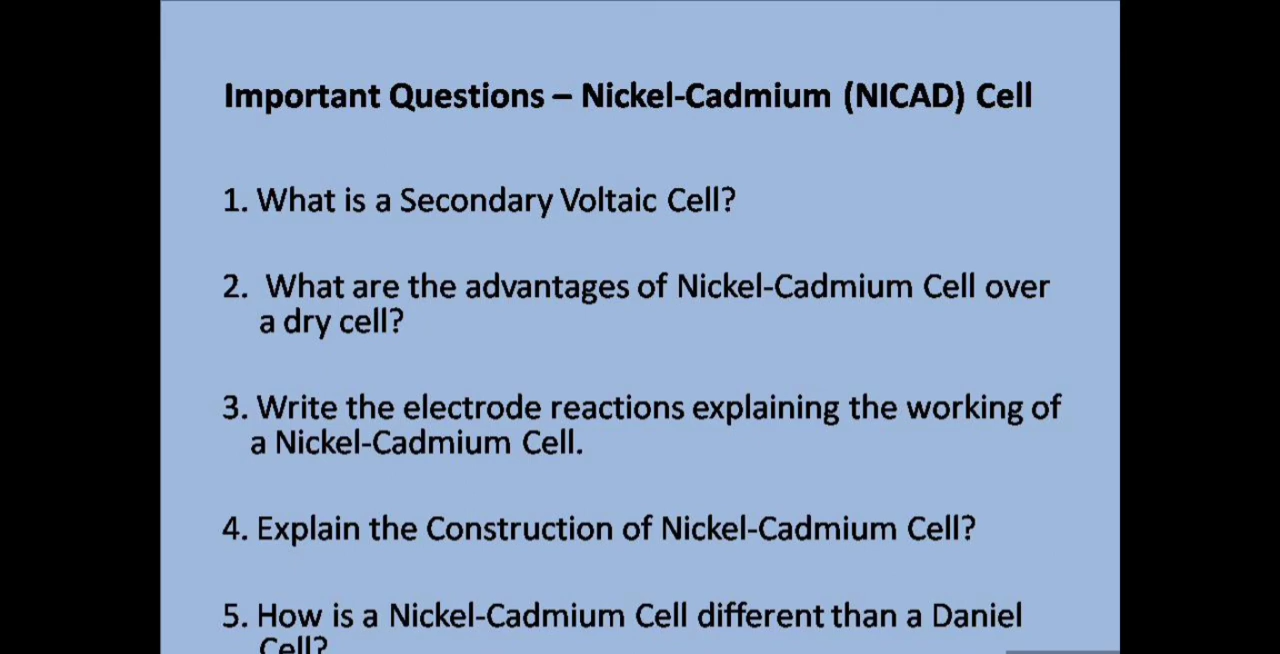 Important Questions – Nickel-Cadmium (NICAD) Cell
1. What is a Secondary Voltaic Cell?
2. What are the advantages of Nickel-Cadmium Cell over
a dry cell?
3. Write the electrode reactions explaining the working of
a Nickel-Cadmium Cell.
4. Explain the Construction of Nickel-Cadmium Cell?
5. How is a Nickel-Cadmium Cell different than a Daniel
Cell?